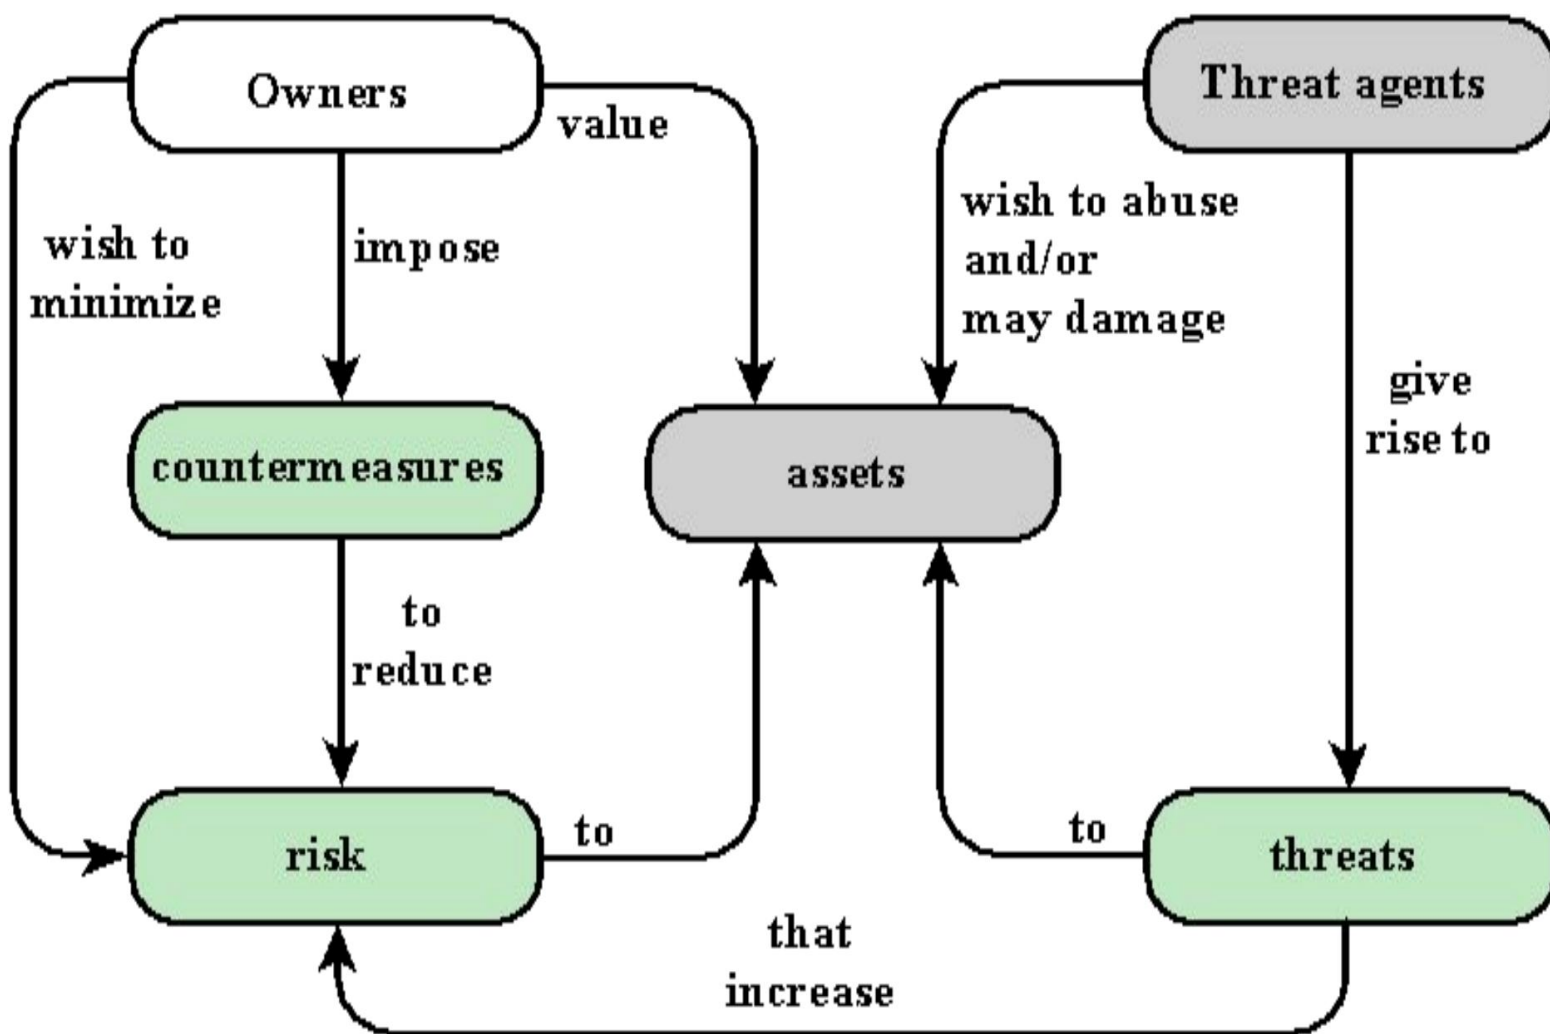 Owners
Threat agents
value
wish to
minimize
impose
wish to abuse
and/or
may damage
give
rise to
countermeasures
assets
to
reduce
risk
to
to
threats
that
increase